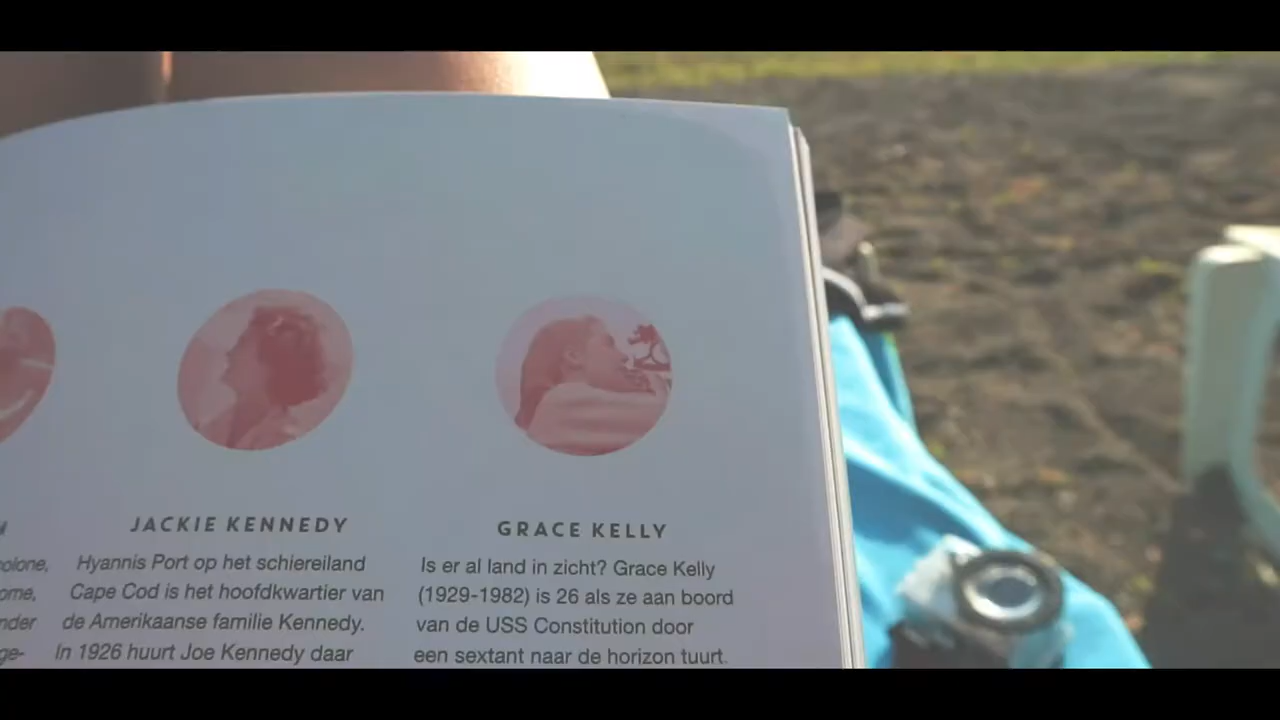 JACKIE KENNEDY
Hyannis Port op het schiereiland
Cape Cod is het hoofdkwartier van
de Amerikaanse familie Kennedy.
In 1926 huurt Joe Kennedy daar
GRACE KELLY
Is er al land in zicht? Grace Kelly
(1929-1982) is 26 als ze aan boord
van de USS Constitution door
een sextant naar de horizon tuurt.